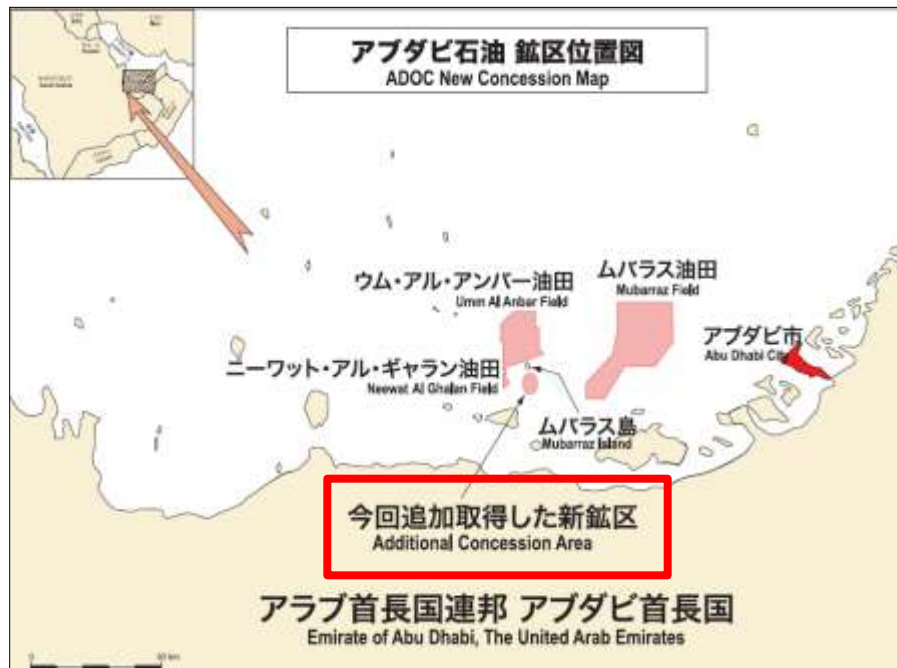 アブダビ石油 鉱区位置図
ADOC New Concession Map
ウム・アル・アンバー油田
Umm Al Anbar Field
ムバラス油田
Mubarraz Field
アブダビ市
Abu Dhabi City
ニーワット・アル・ギャラン油田
Neewat Al Ghalan Field
ムバラス島
Mubarraz Island
今回追加取得した新鉱区
Additional Concession Area
アラブ首長国連邦 アブダビ首長国
Emirate of Abu Dhabi, The United Arab Emirates
0
50 km